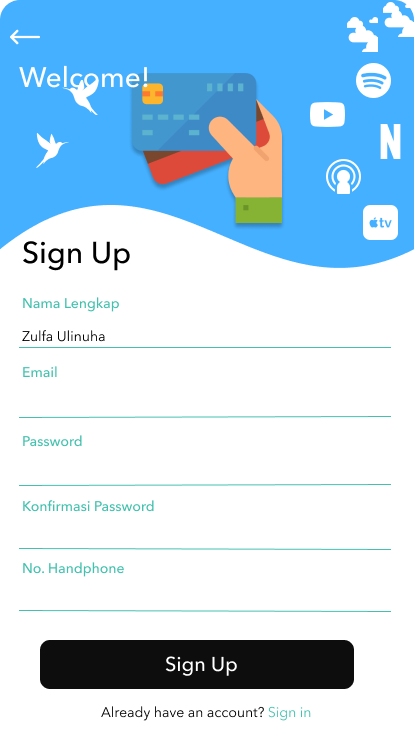 Welcome!
N
tv
Sign Up
Nama Lengkap
Zulfa Ulinuha
Email
Password
Konfirmasi Password
No. Handphone
Sign Up
Already have an account? Sign in